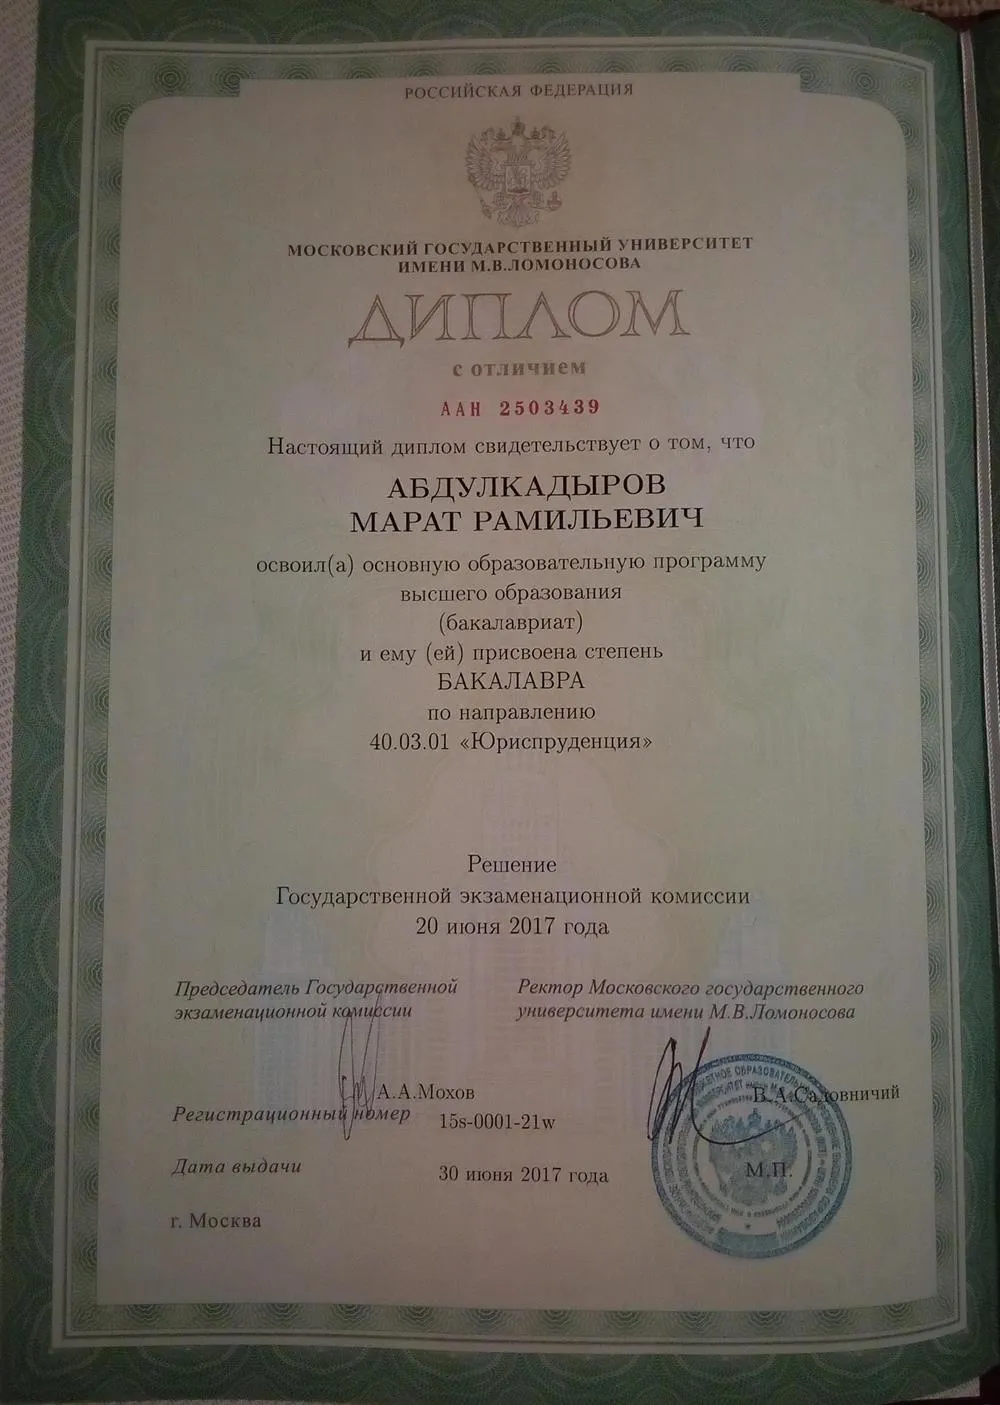 РОССИЙСКАЯ ФЕДЕРАЦИЯ
МОСКОВСКИЙ ГОСУДАРСТВЕННЫЙ УНИВЕРСИТЕТ
ИМЕНИ М.В.ЛОМОНОСОВА
ДИПЛОМ
с отличием
ААН 2503439
Настоящий диплом свидетельствует о том, что
АБДУЛКАДЫРОВ
МАРАТ РАМИЛЬЕВИЧ
освоил(а) основную образовательную программу
высшего образования
(бакалавриат)
и ему (ей) присвоена степень
БАКАЛАВРА
по направлению
40.03.01 «Юриспруденция»
Решение
Государственной экзаменационной комиссии
20 июня 2017 года
Председатель Государственной
экзаменационной комиссии
А.А.Мохов
Ректор Московского государственного
университета имени М.В.Ломоносова
В.А.Садовничий
Регистрационный номер 15s-0001-21w
М.П.
Дата выдачи 30 июня 2017 года
г. Москва